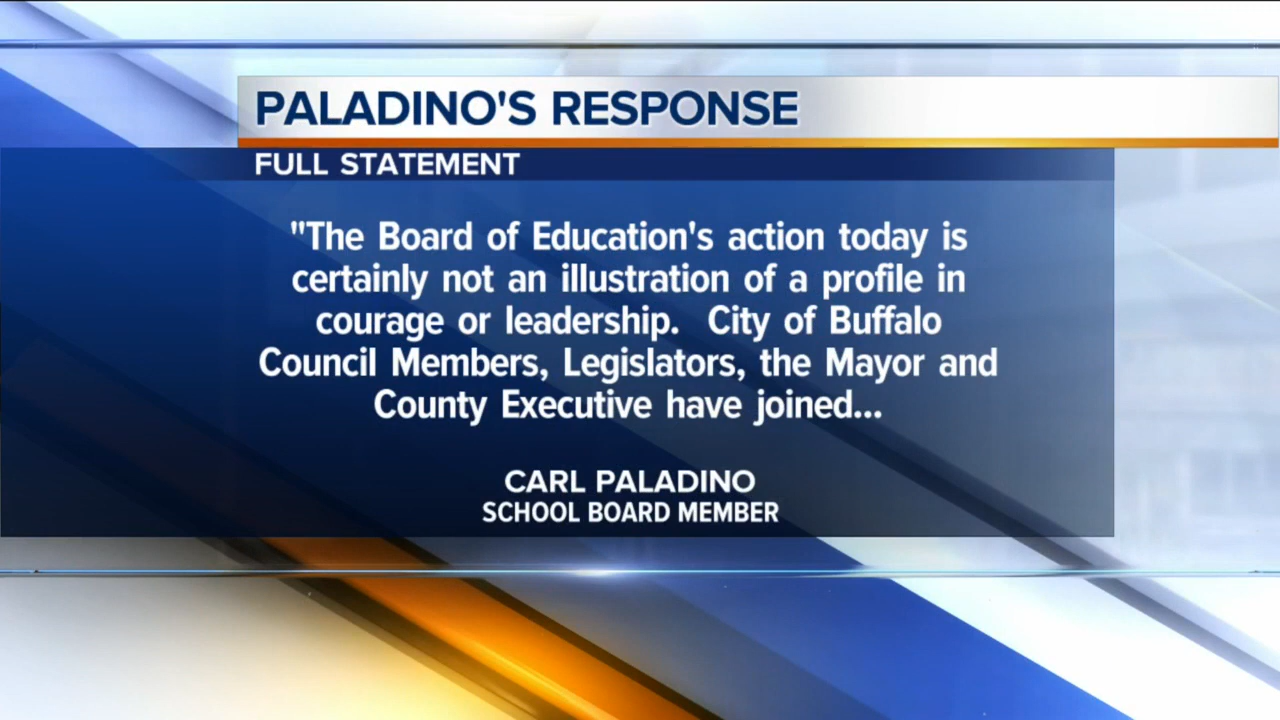 PALADINO'S RESPONSE
FULL STATEMENT
"The Board of Education's action today is
certainly not an illustration of a profile in
courage or leadership.  City of Buffalo
Council Members, Legislators, the Mayor and
County Executive have joined...
CARL PALADINO
SCHOOL BOARD MEMBER